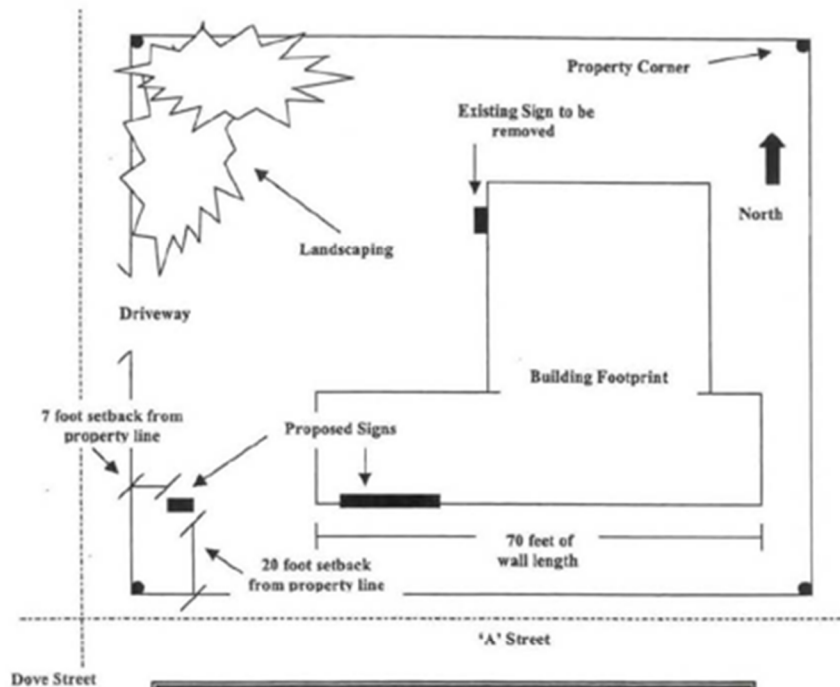 Property Corner
Existing Sign to be
removed
North
Landscaping
Driveway
Building Footprint
7 foot setback from
property line
Proposed Signs
70 feet of
wall length
20 foot setback
from property line
'A' Street
Dove Street